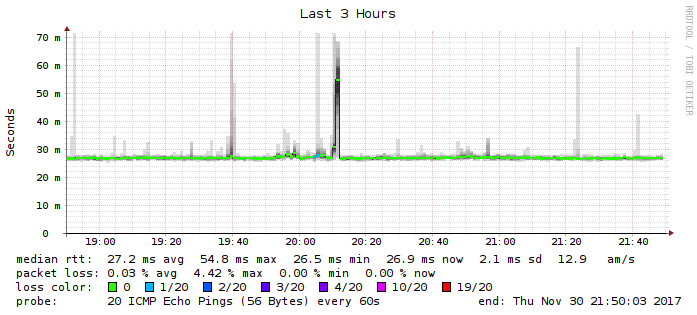 Last 3 Hours
RRDTOOL / TOBI OETIKER
Seconds
70 m
60 m
50 m
40 m
30 m
20 m
10 m
0
19:00 19:20 19:40 20:00 20:20 20:40 21:00 21:20 21:40
median rtt: 27.2 ms avg 54.8 ms max 26.5 ms min 26.9 ms now 2.1 ms sd 12.9 am/s
packet loss: 0.03 % avg 4.42 % max 0.00 % min 0.00 % now
loss color: 0 1/20 2/20 3/20 4/20 10/20 19/20
probe: 20 ICMP Echo Pings (56 Bytes) every 60s end: Thu Nov 30 21:50:03 2017